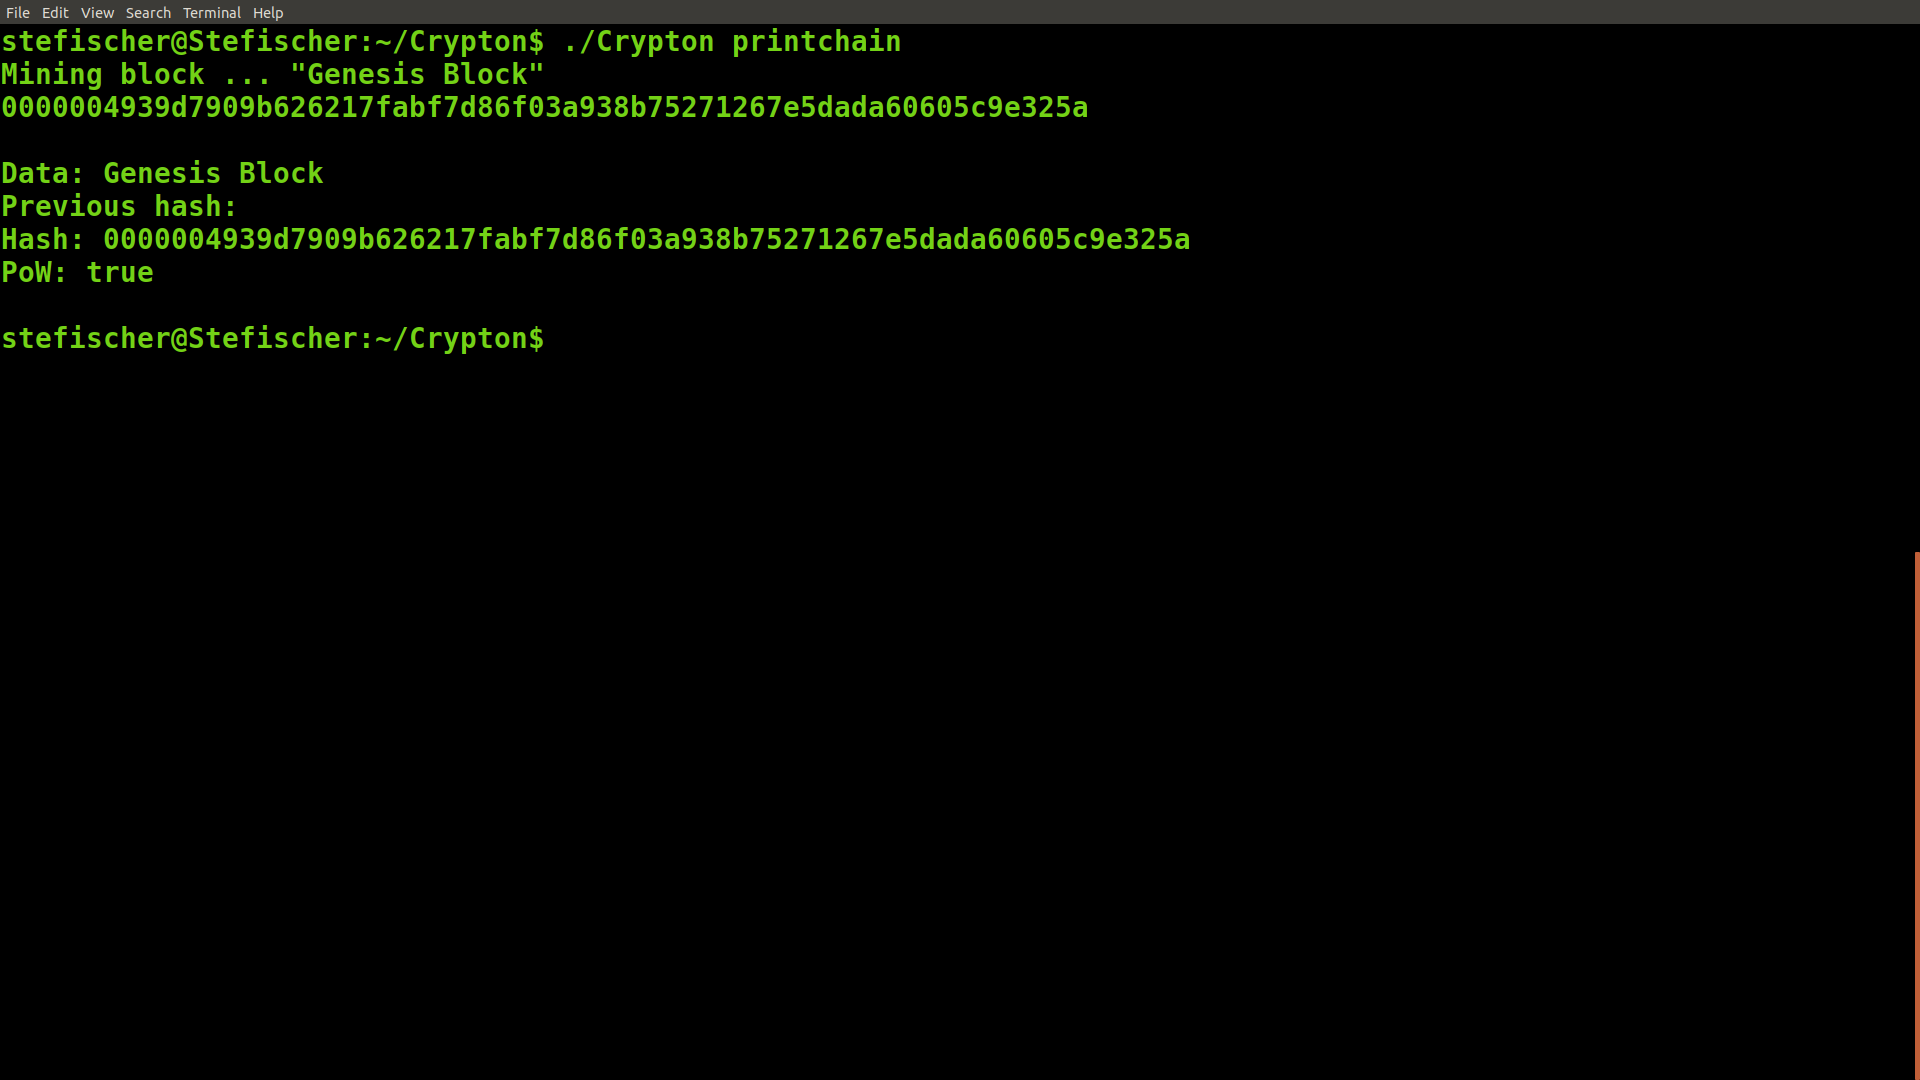 File Edit View Search Terminal Help
stefischer@Stefischer:~/Crypton$ ./Crypton printchain
Mining block ... "Genesis Block"
0000004939d7909b626217fabf7d86f03a938b75271267e5dada60605c9e325a
Data: Genesis Block
Previous hash:
Hash: 0000004939d7909b626217fabf7d86f03a938b75271267e5dada60605c9e325a
PoW: true
stefischer@Stefischer:~/Crypton$